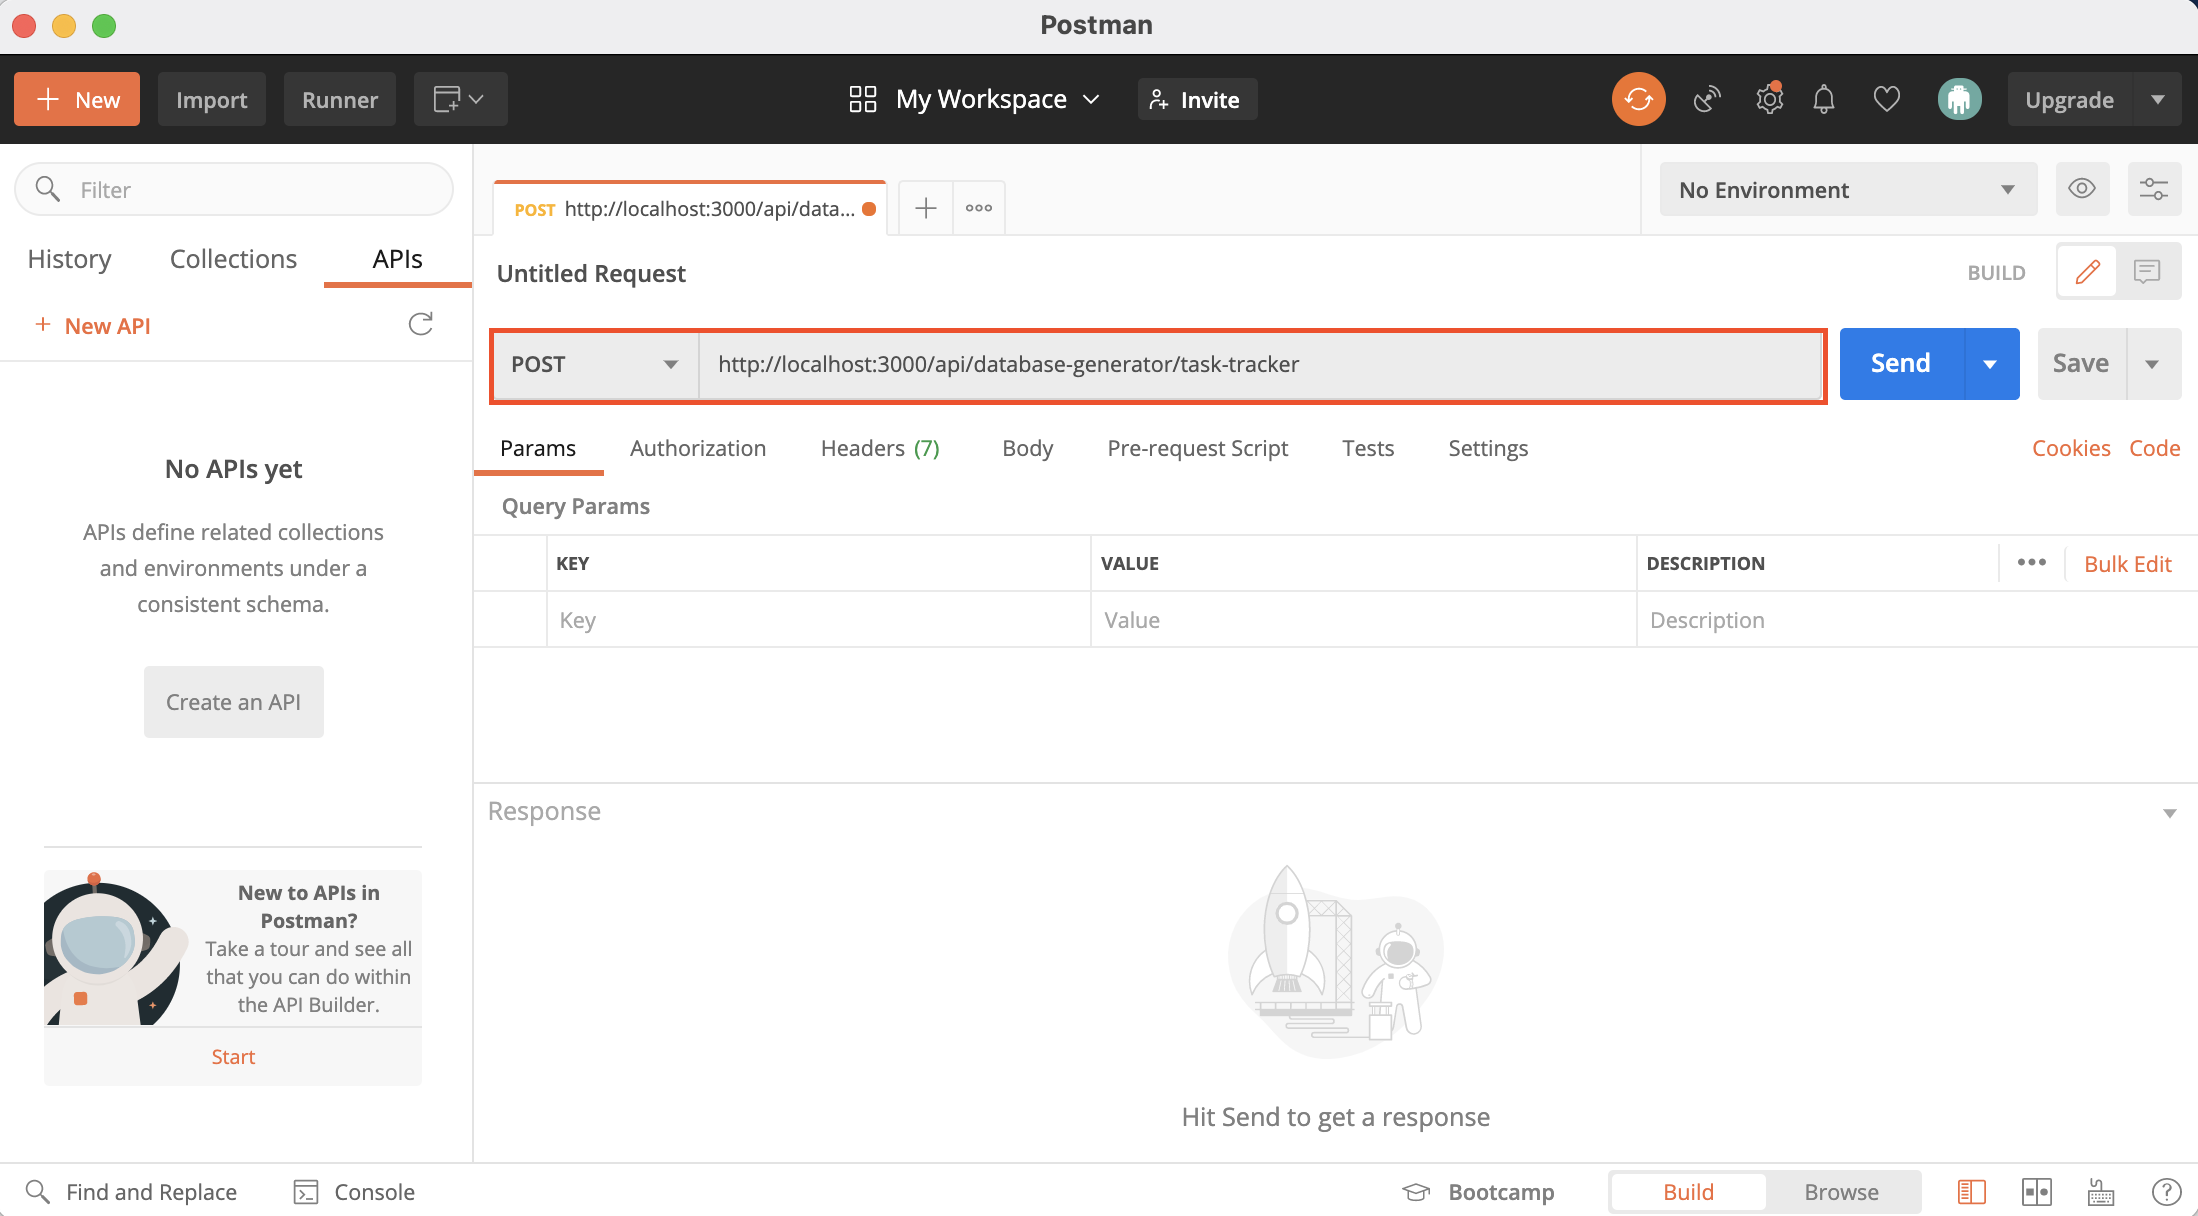 Postman
New
Import
Runner
My Workspace
Invite
Upgrade
Filter
History
Collections
APIs
+ New API
No APIs yet
APIs define related collections
and environments under a
consistent schema.
Create an API
New to APIs in
Postman?
Take a tour and see all
that you can do within
the API Builder.
Start
POST http://localhost:3000/api/data...
No Environment
Untitled Request
BUILD
POST
http://localhost:3000/api/database-generator/task-tracker
Send
Save
Params
Authorization
Headers (7)
Body
Pre-request Script
Tests
Settings
Cookies
Code
Query Params
KEY
VALUE
DESCRIPTION
Bulk Edit
Key
Value
Description
Response
Hit Send to get a response
Find and Replace
Console
Bootcamp
Build
Browse